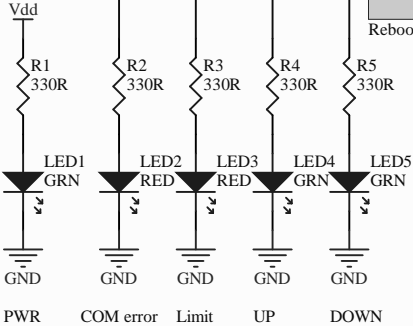 Vdd
Reboo
R1
330R
R2
330R
R3
330R
R4
330R
R5
330R
LED1
GRN
LED2
RED
LED3
RED
LED4
GRN
LED5
GRN
GND
GND
GND
GND
GND
PWR
COM error
Limit
UP
DOWN